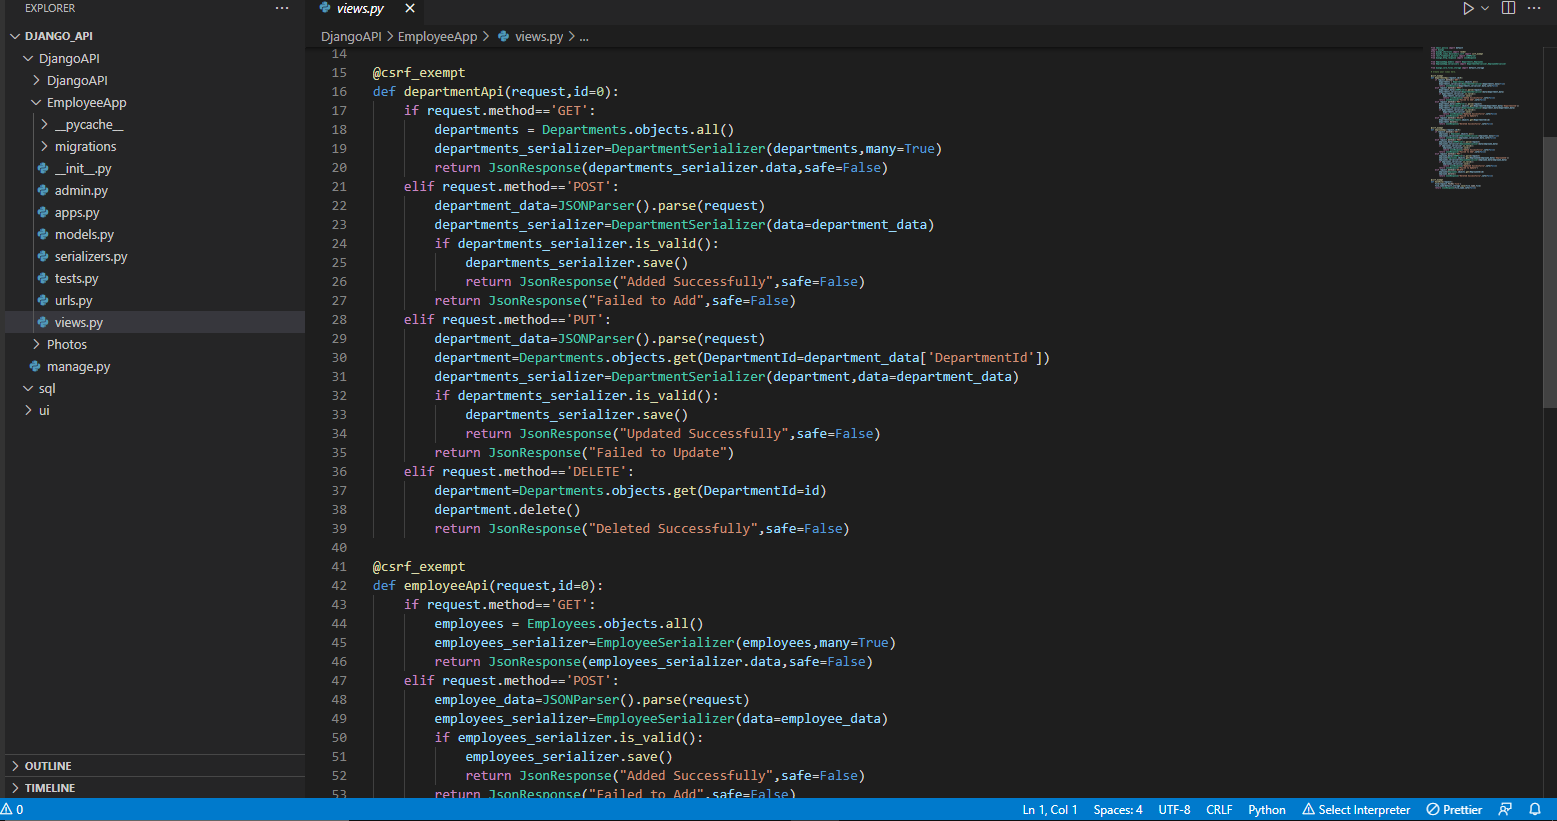 EXPLORER
views.py
DJANGO_API
DjangoAPI
DjangoAPI
EmployeeApp
__pycache__
migrations
__init__.py
admin.py
apps.py
models.py
serializers.py
tests.py
urls.py
views.py
Photos
manage.py
sql
ui
OUTLINE
TIMELINE
DjangoAPI > EmployeeApp > views.py > ...
14
15 @csrf_exempt
16 def departmentApi(request,id=0):
17     if request.method=='GET':
18         departments = Departments.objects.all()
19         departments_serializer=DepartmentSerializer(departments,many=True)
20         return JsonResponse(departments_serializer.data,safe=False)
21     elif request.method=='POST':
22         department_data=JSONParser().parse(request)
23         departments_serializer=DepartmentSerializer(data=department_data)
24         if departments_serializer.is_valid():
25             departments_serializer.save()
26             return JsonResponse("Added Successfully",safe=False)
27         return JsonResponse("Failed to Add",safe=False)
28     elif request.method=='PUT':
29         department_data=JSONParser().parse(request)
30         department=Departments.objects.get(DepartmentId=department_data['DepartmentId'])
31         departments_serializer=DepartmentSerializer(department,data=department_data)
32         if departments_serializer.is_valid():
33             departments_serializer.save()
34             return JsonResponse("Updated Successfully",safe=False)
35         return JsonResponse("Failed to Update")
36     elif request.method=='DELETE':
37         department=Departments.objects.get(DepartmentId=id)
38         department.delete()
39         return JsonResponse("Deleted Successfully",safe=False)
40
41 @csrf_exempt
42 def employeeApi(request,id=0):
43     if request.method=='GET':
44         employees = Employees.objects.all()
45         employees_serializer=EmployeeSerializer(employees,many=True)
46         return JsonResponse(employees_serializer.data,safe=False)
47     elif request.method=='POST':
48         employee_data=JSONParser().parse(request)
49         employees_serializer=EmployeeSerializer(data=employee_data)
50         if employees_serializer.is_valid():
51             employees_serializer.save()
52             return JsonResponse("Added Successfully",safe=False)
53         return JsonResponse("Failed to Add",safe=False)
0 Ln 1, Col 1 Spaces: 4 UTF-8 CRLF Python Select Interpreter Prettier